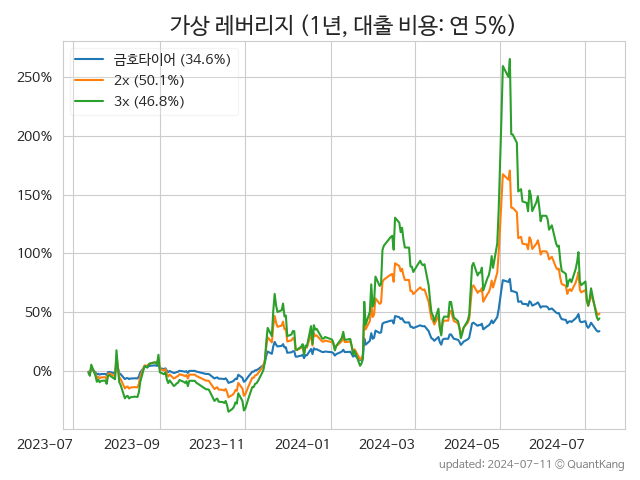 가상 레버리지 (1년, 대출 비용: 연 5%)
금호타이어 (34.6%)
2x (50.1%)
3x (46.8%)
250%
200%
150%
100%
50%
0%
2023-07 2023-09 2023-11 2024-01 2024-03 2024-05 2024-07
updated: 2024-07-11 © QuantKang